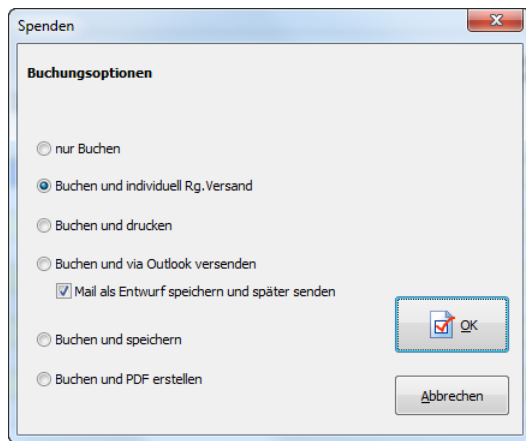 Spenden
Buchungsoptionen
nur Buchen
Buchen und individuell Rg.Versand
Buchen und drucken
Buchen und via Outlook versenden
Mail als Entwurf speichern und später senden
OK
Buchen und speichern
Buchen und PDF erstellen
Abbrechen